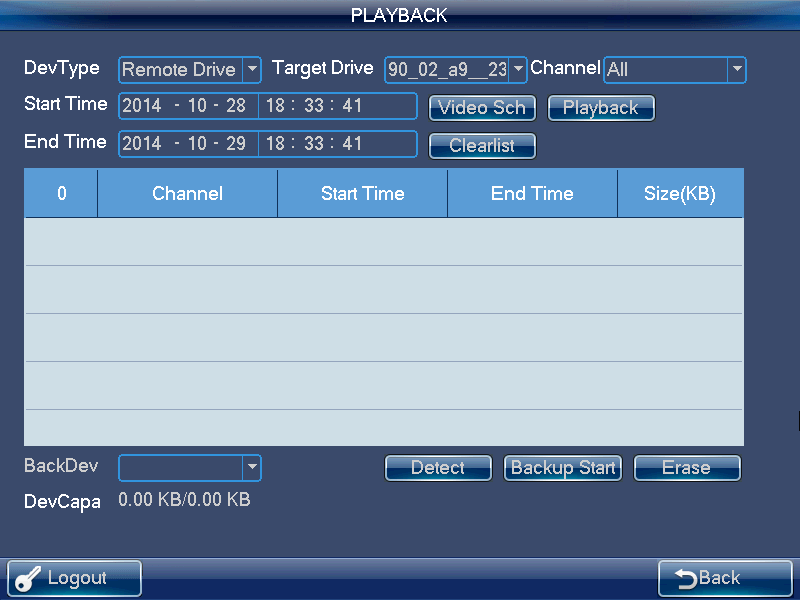 PLAYBACK
DevType Remote Drive Target Drive 90_02_a9__23 Channel All
Start Time 2014 - 10 - 28 18 : 33 : 41 Video Sch Playback
End Time 2014 - 10 - 29 18 : 33 : 41 Clearlist
0 Channel Start Time End Time Size(KB)
BackDev Detect Backup Start Erase
DevCapa 0.00 KB/0.00 KB
Logout Back